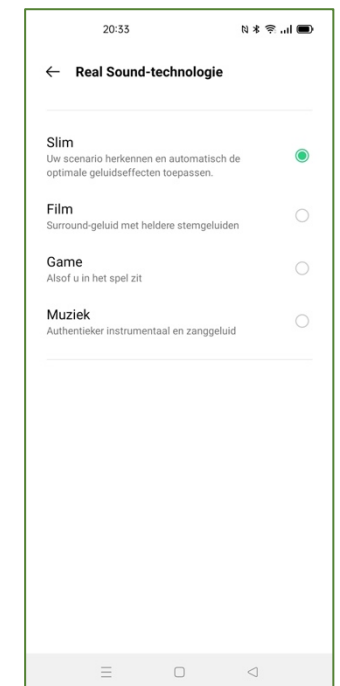 20:33
Real Sound-technologie
Slim
Uw scenario herkennen en automatisch de
optimale geluidseffecten toepassen.
Film
Surround-geluid met heldere stemgeluiden
Game
Alsof u in het spel zit
Muziek
Authentieker instrumentaal en zanggeluid